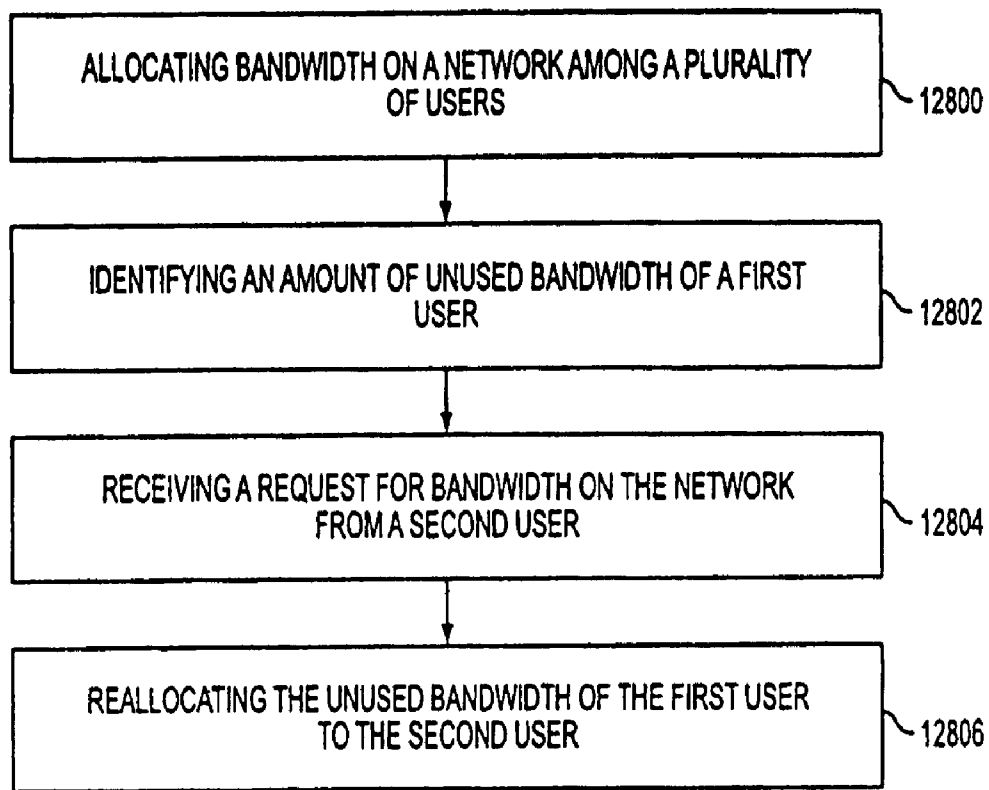 ALLOCATING BANDWIDTH ON A NETWORK AMONG A PLURALITY
OF USERS
12800
IDENTIFYING AN AMOUNT OF UNUSED BANDWIDTH OF A FIRST
USER
12802
RECEIVING A REQUEST FOR BANDWIDTH ON THE NETWORK
FROM A SECOND USER
12804
REALLOCATING THE UNUSED BANDWIDTH OF THE FIRST USER
TO THE SECOND USER
12806